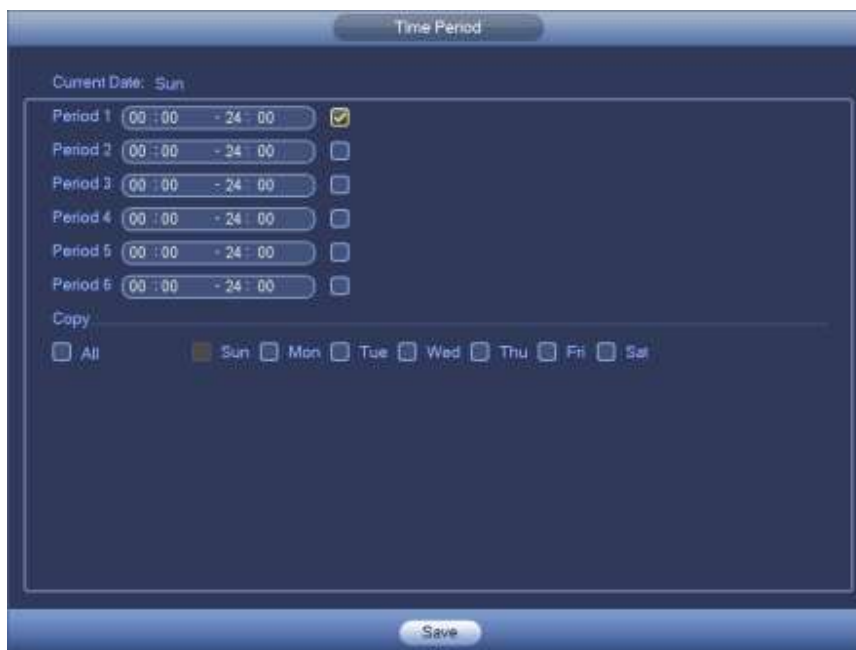 Time Period
Current Date: Sun
Period 1 00 : 00 - 24 : 00
Period 2 00 : 00 - 24 : 00
Period 3 00 : 00 - 24 : 00
Period 4 00 : 00 - 24 : 00
Period 5 00 : 00 - 24 : 00
Period 6 00 : 00 - 24 : 00
Copy
All Sun Mon Tue Wed Thu Fri Sat
Save